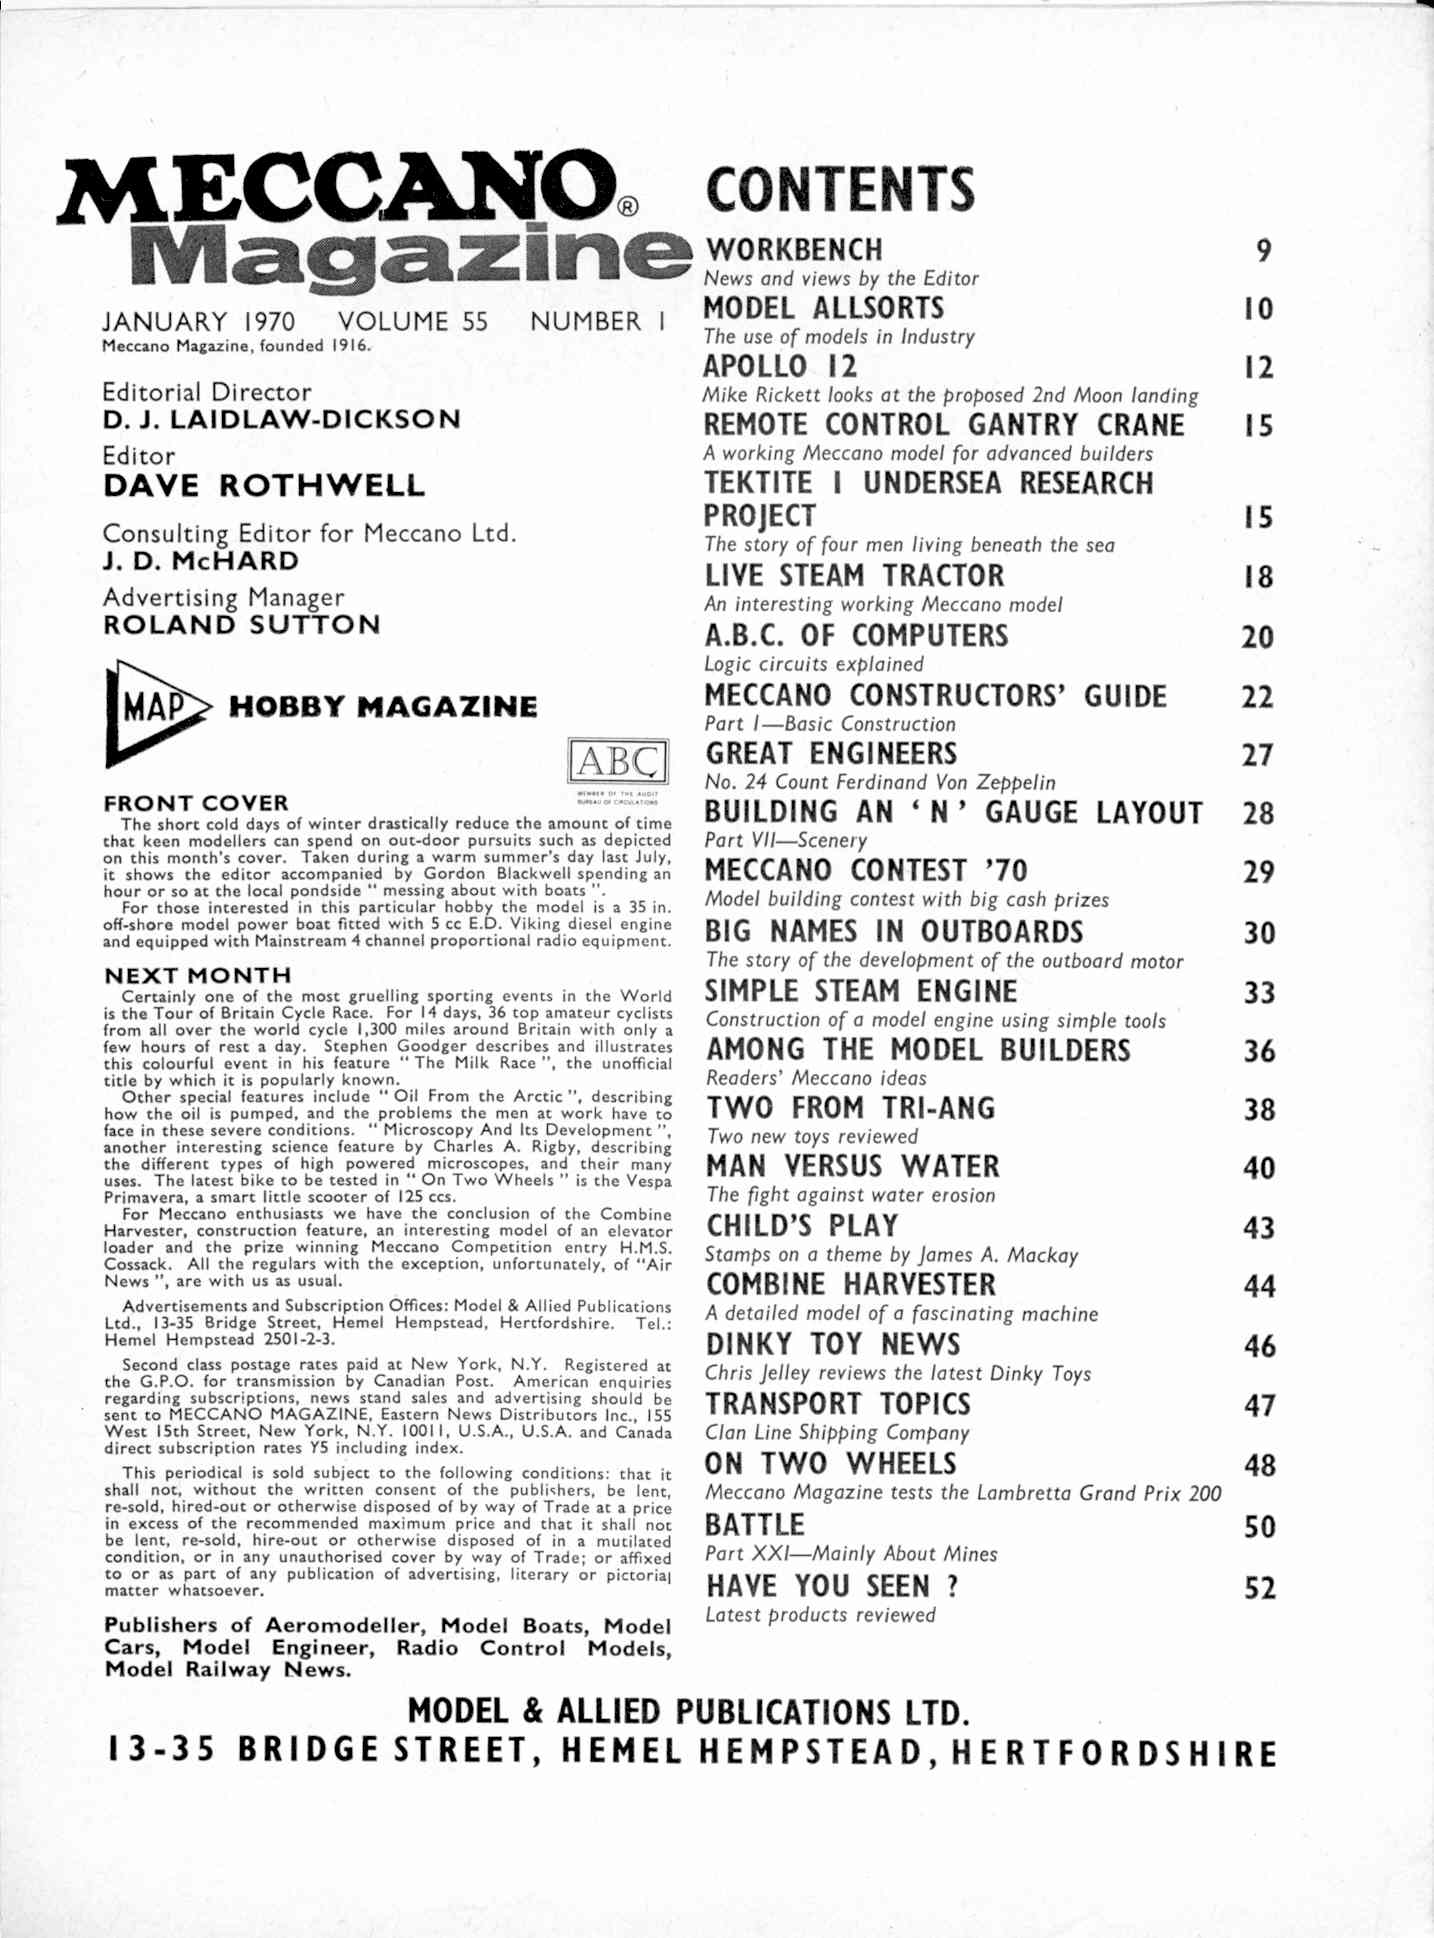 MECCANO®
Magazine
JANUARY 1970 VOLUME 55 NUMBER 1
Meccano Magazine, founded 1916.
Editorial Director
D. J. LAIDLAW-DICKSON
Editor
DAVE ROTHWELL
Consulting Editor for Meccano Ltd.
J. D. McHARD
Advertising Manager
ROLAND SUTTON
MAP HOBBY MAGAZINE
ABC
MEMBER OF THE AUDIT
BUREAU OF CIRCULATIONS
FRONT COVER
The short cold days of winter drastically reduce the amount of time
that keen modellers can spend on out-door pursuits such as depicted
on this month's cover. Taken during a warm summer's day last July,
it shows the editor accompanied by Gordon Blackwell spending an
hour or so at the local pondside " messing about with boats ".
For those interested in this particular hobby the model is a 35 in.
off-shore model power boat fitted with 5 cc E.D. Viking diesel engine
and equipped with Mainstream 4 channel proportional radio equipment.
NEXT MONTH
Certainly one of the most gruelling sporting events in the World
is the Tour of Britain Cycle Race. For 14 days, 36 top amateur cyclists
from all over the world cycle 1,300 miles around Britain with only a
few hours of rest a day. Stephen Goodger describes and illustrates
this colourful event in his feature " The Milk Race ", the unofficial
title by which it is popularly known.
Other special features include " Oil From the Arctic ", describing
how the oil is pumped, and the problems the men at work have to
face in these severe conditions. " Microscopy And Its Development ",
another interesting science feature by Charles A. Rigby, describing
the different types of high powered microscopes, and their many
uses. The latest bike to be tested in " On Two Wheels " is the Vespa
Primavera, a smart little scooter of 125 ccs.
For Meccano enthusiasts we have the conclusion of the Combine
Harvester, construction feature, an interesting model of an elevator
loader and the prize winning Meccano Competition entry H.M.S.
Cossack. All the regulars with the exception, unfortunately, of "Air
News ", are with us as usual.
Advertisements and Subscription Offices: Model & Allied Publications
Ltd., 13-35 Bridge Street, Hemel Hempstead, Hertfordshire. Tel.:
Hemel Hempstead 2501-2-3.
Second class postage rates paid at New York, N.Y. Registered at
the G.P.O. for transmission by Canadian Post. American enquiries
regarding subscriptions, news stand sales and advertising should be
sent to MECCANO MAGAZINE, Eastern News Distributors Inc., 155
West 15th Street, New York, N.Y. 10011, U.S.A., U.S.A. and Canada
direct subscription rates Y5 including index.
This periodical is sold subject to the following conditions: that it
shall not, without the written consent of the publishers, be lent,
re-sold, hired-out or otherwise disposed of by way of Trade at a price
in excess of the recommended maximum price and that it shall not
be lent, re-sold, hire-out or otherwise disposed of in a mutilated
condition, or in any unauthorised cover by way of Trade; or affixed
to or as part of any publication of advertising, literary or pictorial
matter whatsoever.
Publishers of Aeromodeller, Model Boats, Model
Cars, Model Engineer, Radio Control Models,
Model Railway News.
CONTENTS
WORKBENCH 9
News and views by the Editor
MODEL ALLSORTS 10
The use of models in Industry
APOLLO 12 12
Mike Rickett looks at the proposed 2nd Moon landing
REMOTE CONTROL GANTRY CRANE 15
A working Meccano model for advanced builders
TEKTITE I UNDERSEA RESEARCH
PROJECT 15
The story of four men living beneath the sea
LIVE STEAM TRACTOR 18
An interesting working Meccano model
A.B.C. OF COMPUTERS 20
Logic circuits explained
MECCANO CONSTRUCTORS' GUIDE 22
Part I—Basic Construction
GREAT ENGINEERS 27
No. 24 Count Ferdinand Von Zeppelin
BUILDING AN ' N ' GAUGE LAYOUT 28
Part VII—Scenery
MECCANO CONTEST '70 29
Model building contest with big cash prizes
BIG NAMES IN OUTBOARDS 30
The story of the development of the outboard motor
SIMPLE STEAM ENGINE 33
Construction of a model engine using simple tools
AMONG THE MODEL BUILDERS 36
Readers' Meccano ideas
TWO FROM TRI-ANG 38
Two new toys reviewed
MAN VERSUS WATER 40
The fight against water erosion
CHILD'S PLAY 43
Stamps on a theme by James A. Mackay
COMBINE HARVESTER 44
A detailed model of a fascinating machine
DINKY TOY NEWS 46
Chris Jelley reviews the latest Dinky Toys
TRANSPORT TOPICS 47
Clan Line Shipping Company
ON TWO WHEELS 48
Meccano Magazine tests the Lambretta Grand Prix 200
BATTLE 50
Part XXI—Mainly About Mines
HAVE YOU SEEN ? 52
Latest products reviewed
MODEL & ALLIED PUBLICATIONS LTD.
13-35 BRIDGE STREET, HEMEL HEMPSTEAD, HERTFORDSHIRE